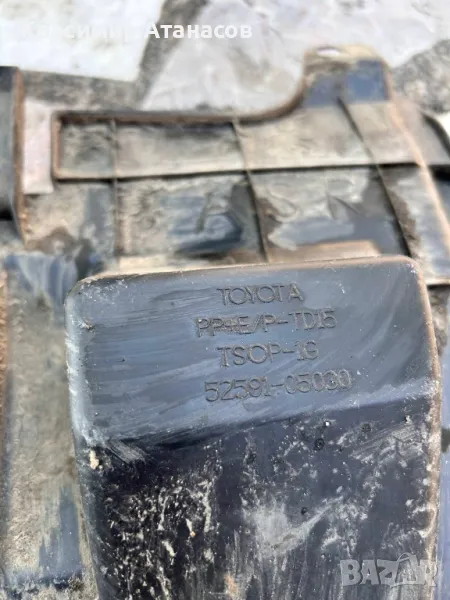 Атанасов
TOYOTA
PP+E/P-TD15
TSOP-1G
52591-05030
BAZAR